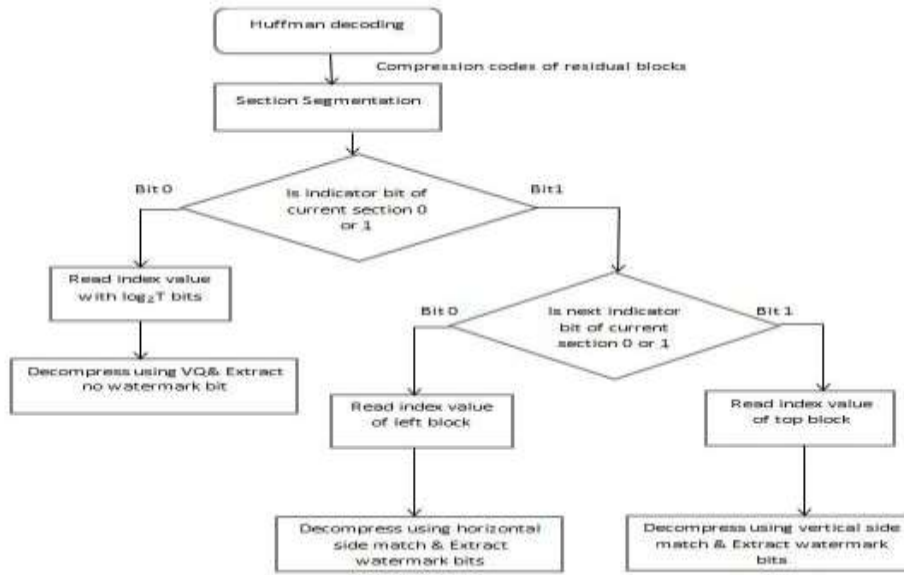 Huffman decoding
Compression codes of residual blocks
Section Segmentation
Bit 0
Bit1
Is indicator bit of
current section 0
or 1
Read index value
with log₂T bits
Bit 0
Bit 1
Is next indicator
bit of current
section 0 or 1
Decompress using VQ& Extract
no watermark bit
Read index value
of left block
Read index value
of top block
Decompress using horizontal
side match & Extract
watermark bits
Decompress using vertical side
match & Extract watermark
bits